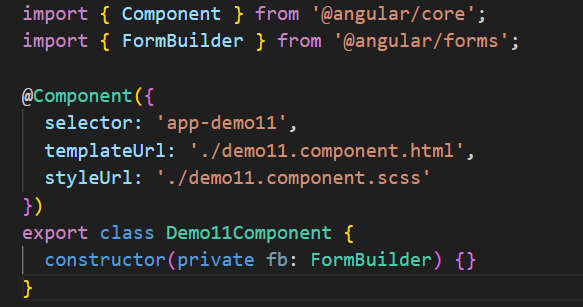 import { Component } from '@angular/core';
import { FormBuilder } from '@angular/forms';

@Component({
  selector: 'app-demo11',
  templateUrl: './demo11.component.html',
  styleUrl: './demo11.component.scss'
})
export class Demo11Component {
  constructor(private fb: FormBuilder) {}
}